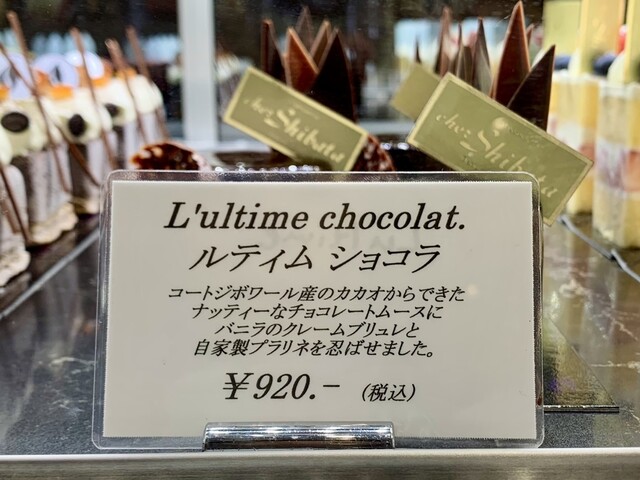 chez Shibata
chez Shibata
L'ultime chocolat.
ルティム ショコラ
コートジボワール産のカカオからできた
ナッティーなチョコレートムースに
バニラのクレームブリュレと
自家製プラリネを忍ばせました。
￥920.- (税込)